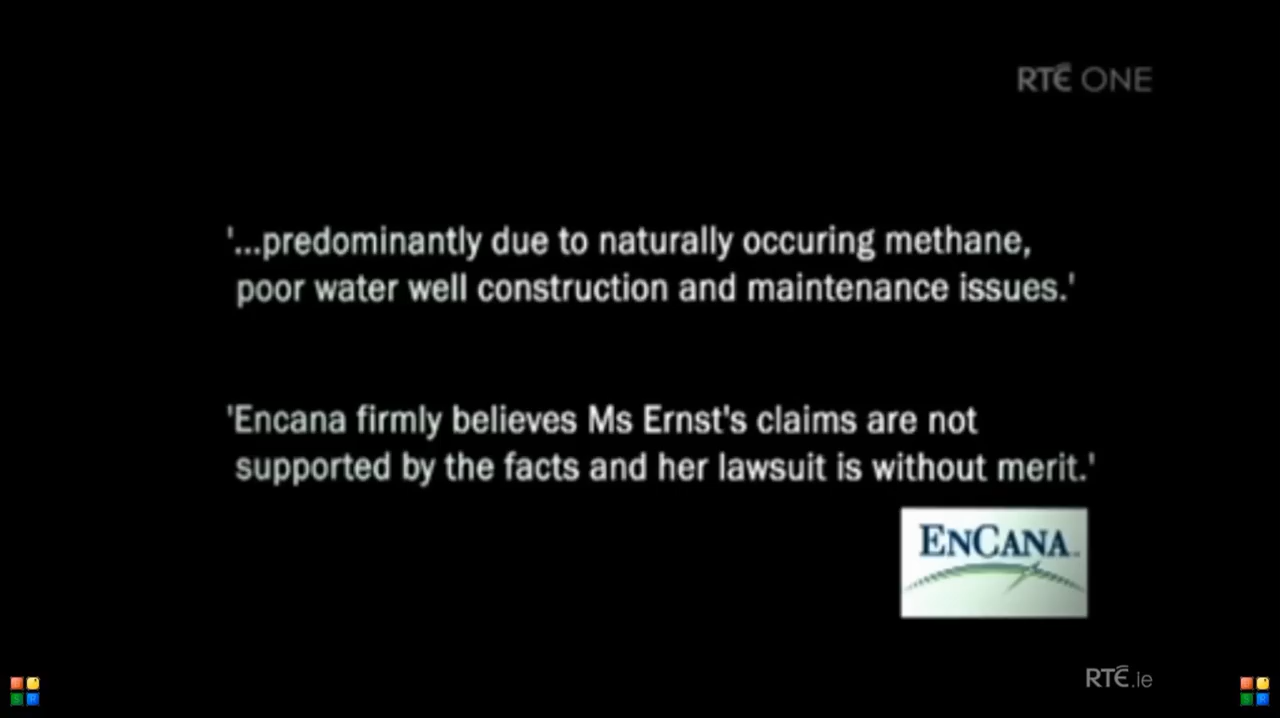 RTÉ ONE
'...predominantly due to naturally occuring methane,
poor water well construction and maintenance issues.'
'Encana firmly believes Ms Ernst's claims are not
supported by the facts and her lawsuit is without merit.'
ENCANA™
RTÉ.ie
S R
S R